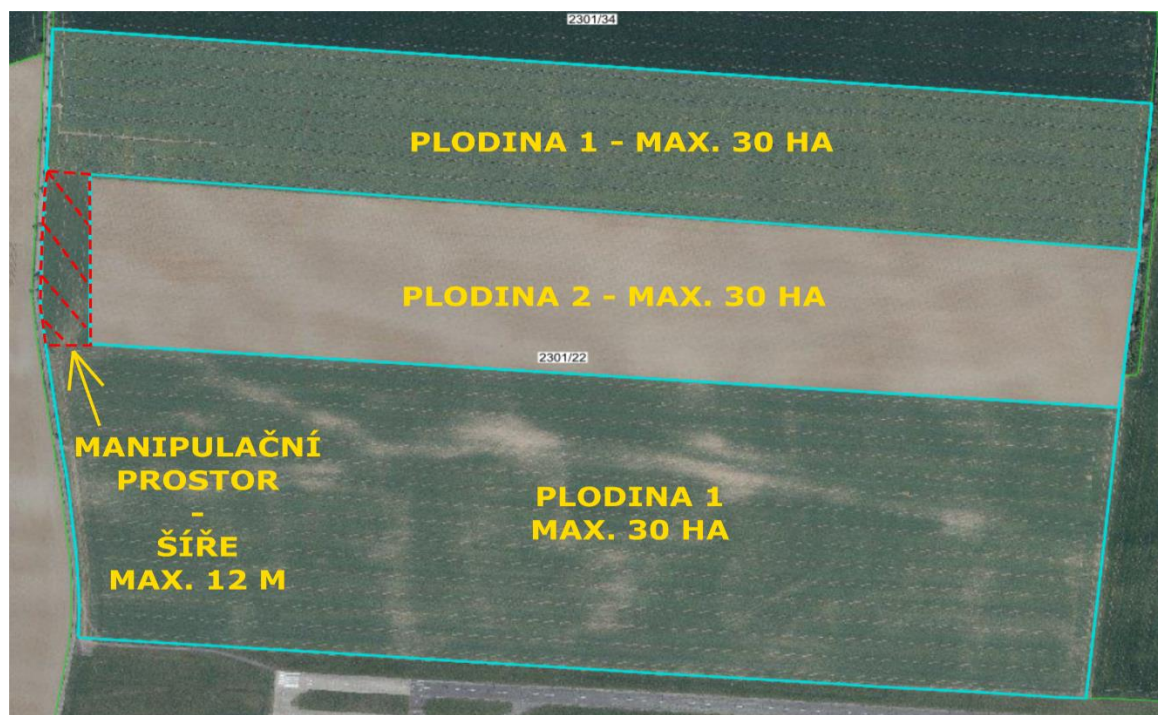 2301/34
PLODINA 1 - MAX. 30 HA
PLODINA 2 - MAX. 30 HA
2301/22
MANIPULAČNÍ
PROSTOR
-
ŠÍŘE
MAX. 12 M
PLODINA 1
MAX. 30 HA